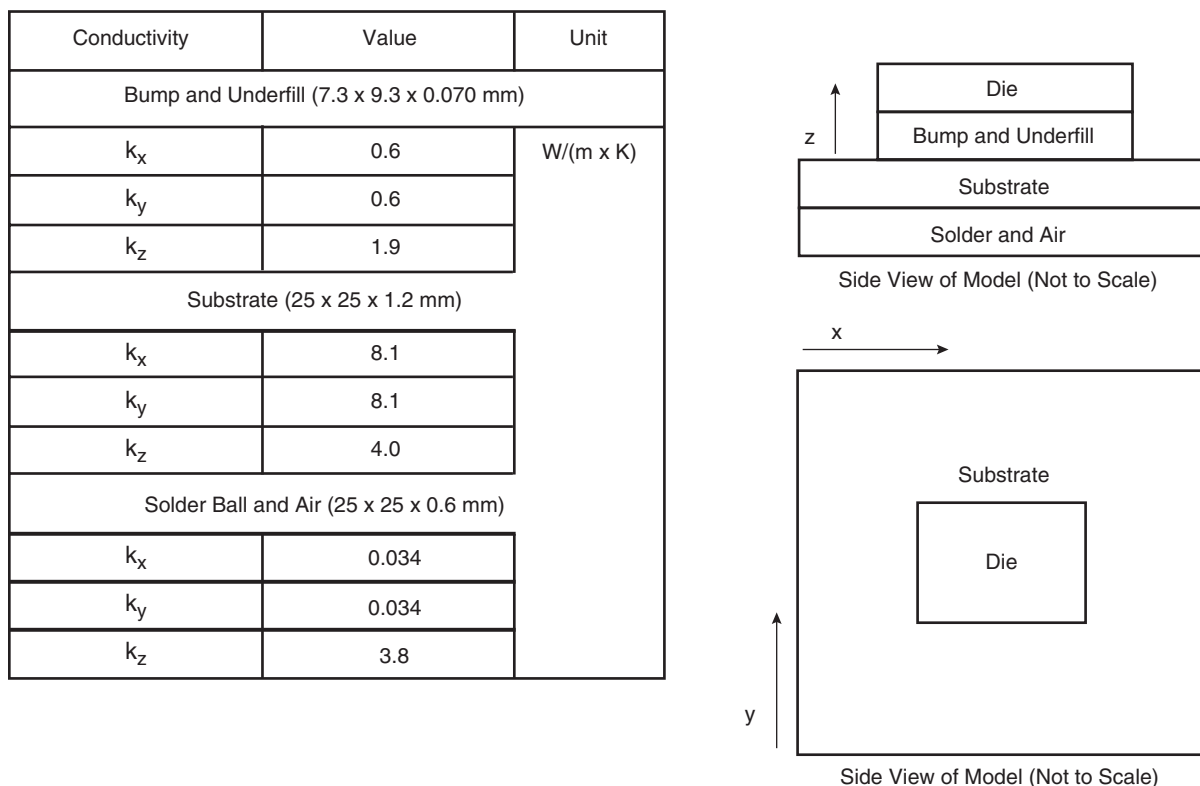 Conductivity Value Unit
Bump and Underfill (7.3 x 9.3 x 0.070 mm)
kx 0.6 W/(m x K)
ky 0.6
kz 1.9
Substrate (25 x 25 x 1.2 mm)
kx 8.1
ky 8.1
kz 4.0
Solder Ball and Air (25 x 25 x 0.6 mm)
kx 0.034
ky 0.034
kz 3.8
Die
z
Bump and Underfill
Substrate
Solder and Air
Side View of Model (Not to Scale)
x
Substrate
Die
y
Side View of Model (Not to Scale)